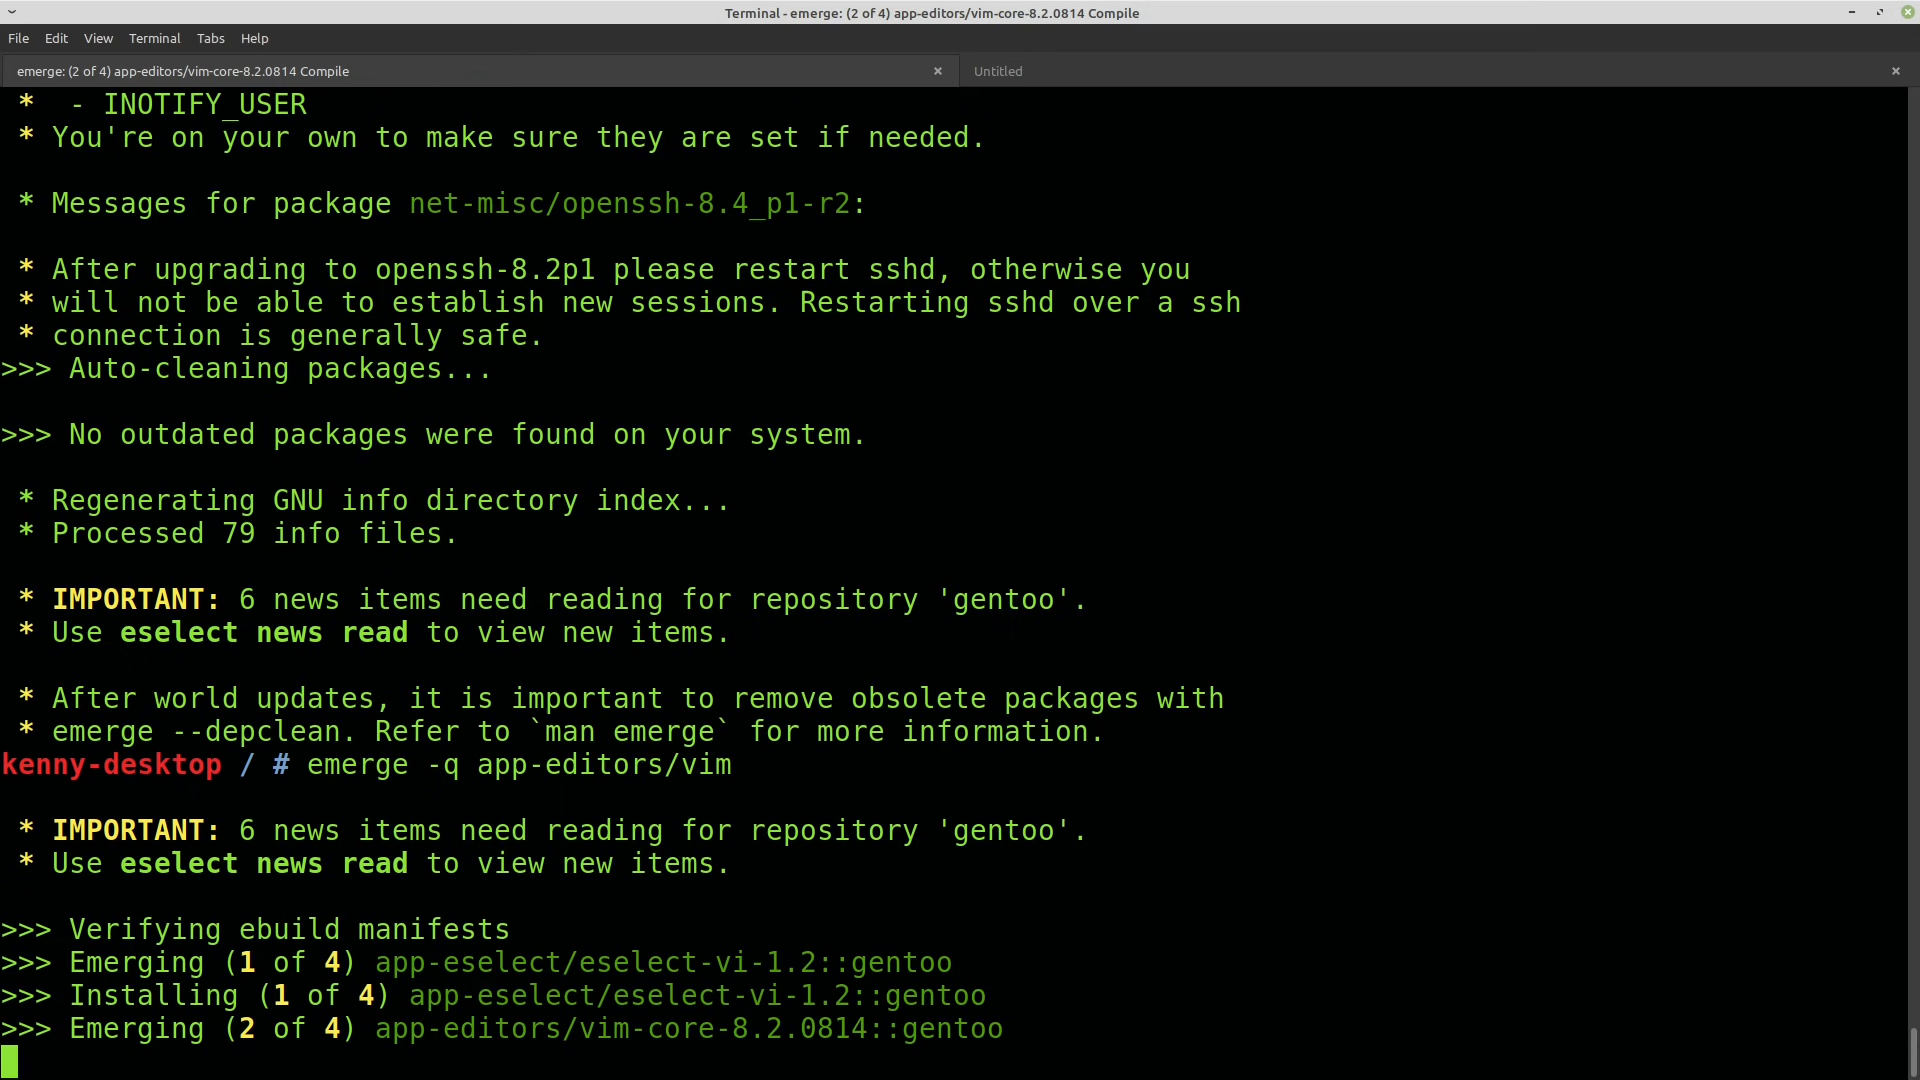 Terminal - emerge: (2 of 4) app-editors/vim-core-8.2.0814 Compile
File Edit View Terminal Tabs Help
emerge: (2 of 4) app-editors/vim-core-8.2.0814 Compile
Untitled
*  - INOTIFY_USER
* You're on your own to make sure they are set if needed.
* Messages for package net-misc/openssh-8.4_p1-r2:
* After upgrading to openssh-8.2p1 please restart sshd, otherwise you
* will not be able to establish new sessions. Restarting sshd over a ssh
* connection is generally safe.
>>> Auto-cleaning packages...
>>> No outdated packages were found on your system.
* Regenerating GNU info directory index...
* Processed 79 info files.
* IMPORTANT: 6 news items need reading for repository 'gentoo'.
* Use eselect news read to view new items.
* After world updates, it is important to remove obsolete packages with
* emerge --depclean. Refer to `man emerge` for more information.
kenny-desktop / # emerge -q app-editors/vim
* IMPORTANT: 6 news items need reading for repository 'gentoo'.
* Use eselect news read to view new items.
>>> Verifying ebuild manifests
>>> Emerging (1 of 4) app-eselect/eselect-vi-1.2::gentoo
>>> Installing (1 of 4) app-eselect/eselect-vi-1.2::gentoo
>>> Emerging (2 of 4) app-editors/vim-core-8.2.0814::gentoo